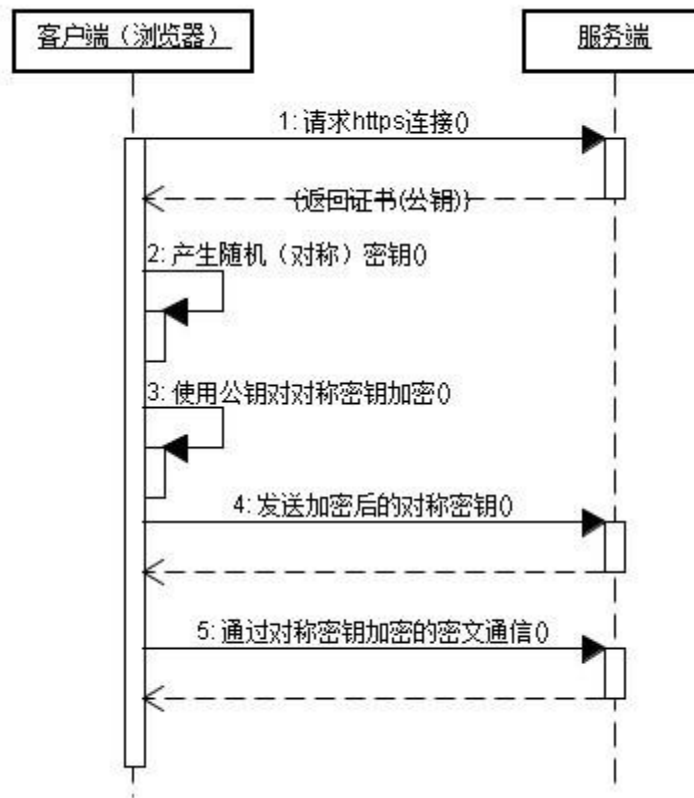 客户端（浏览器）
服务端
1: 请求https连接()
(返回证书(公钥))
2: 产生随机（对称）密钥()
3: 使用公钥对对称密钥加密()
4: 发送加密后的对称密钥()
5: 通过对称密钥加密的密文通信()